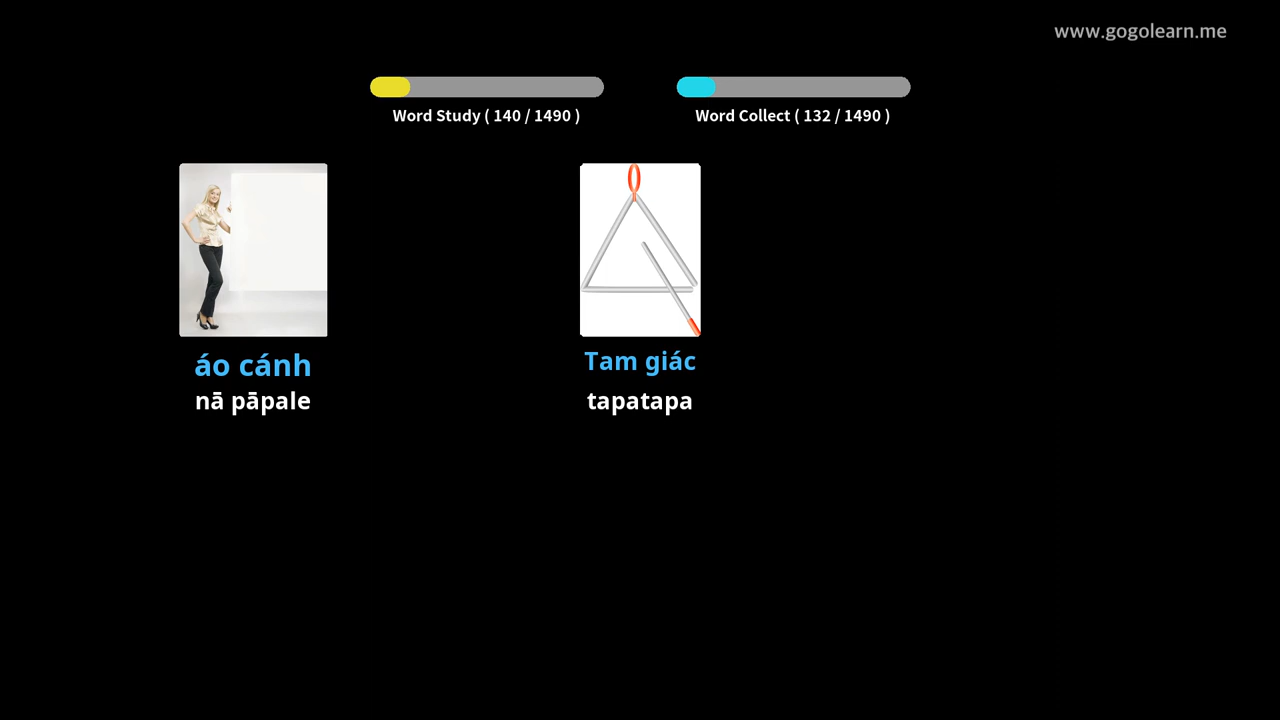 www.gogolearn.me
Word Study ( 140 / 1490 )
Word Collect ( 132 / 1490 )
áo cánh
nā pāpale
Tam giác
tapatapa